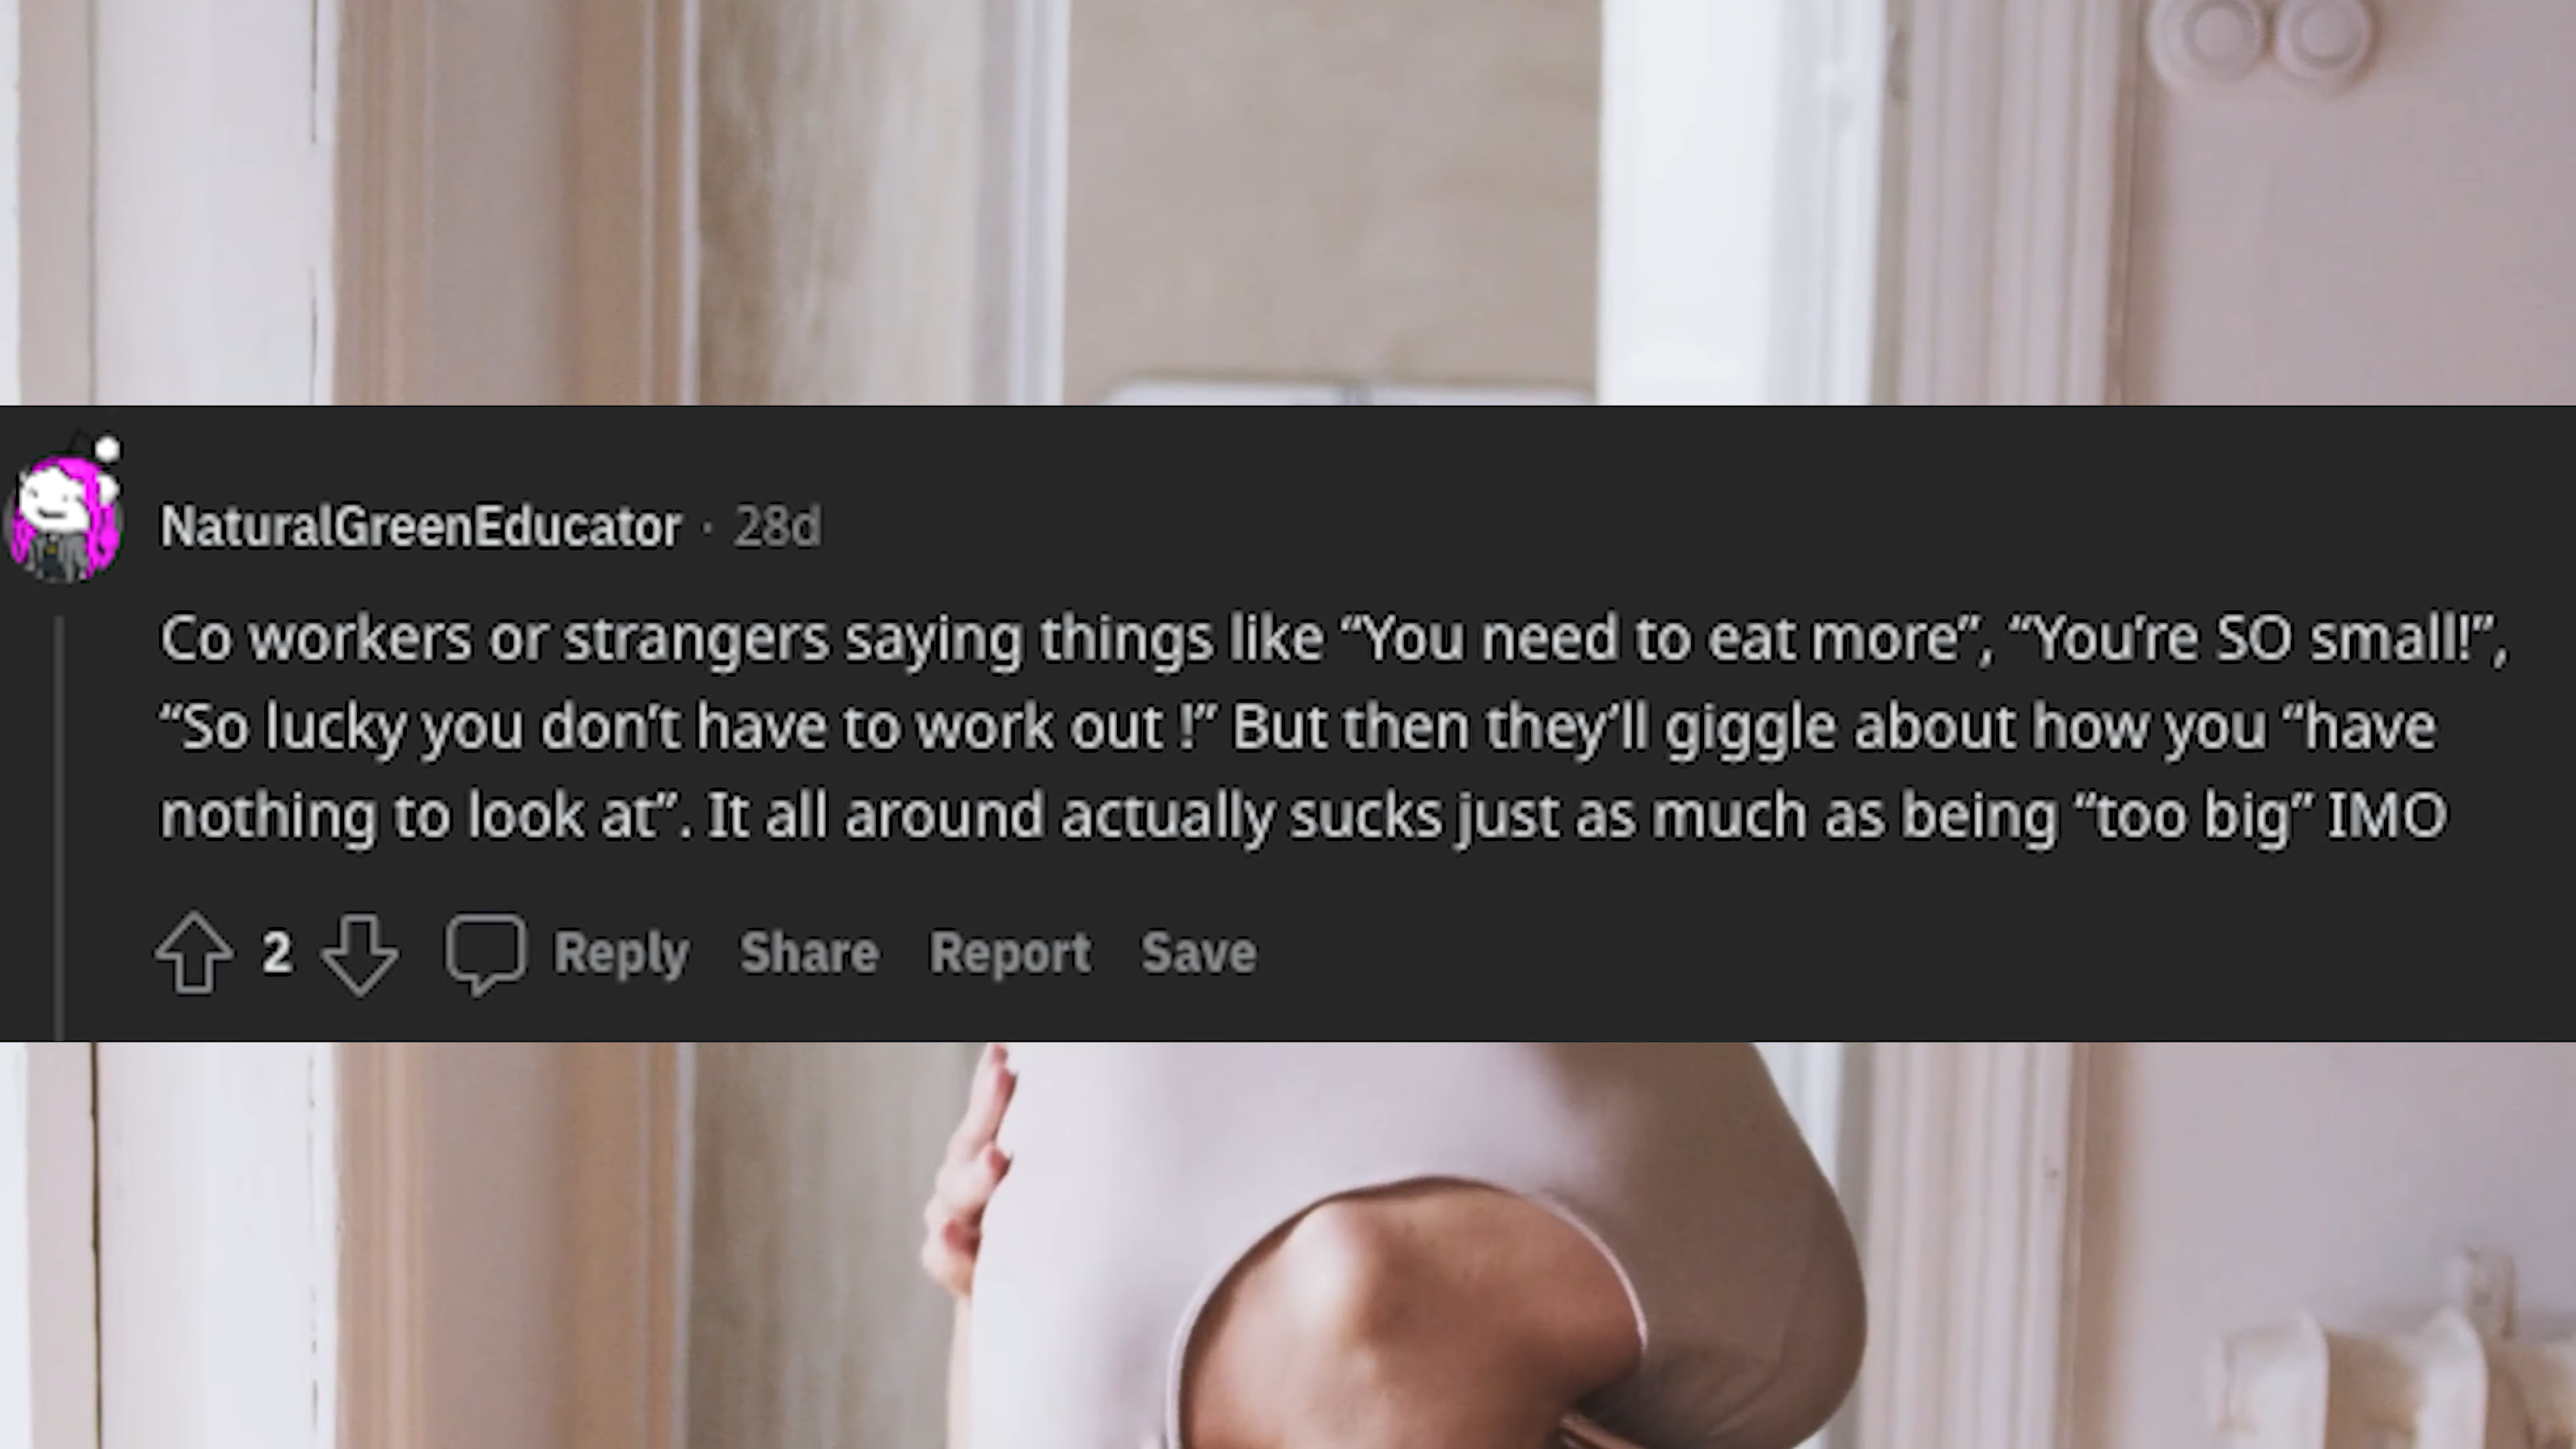 NaturalGreenEducator · 28d
Co workers or strangers saying things like “You need to eat more”, “You’re SO small!”,
“So lucky you don’t have to work out !” But then they’ll giggle about how you “have
nothing to look at”. It all around actually sucks just as much as being “too big” IMO
2 Reply Share Report Save